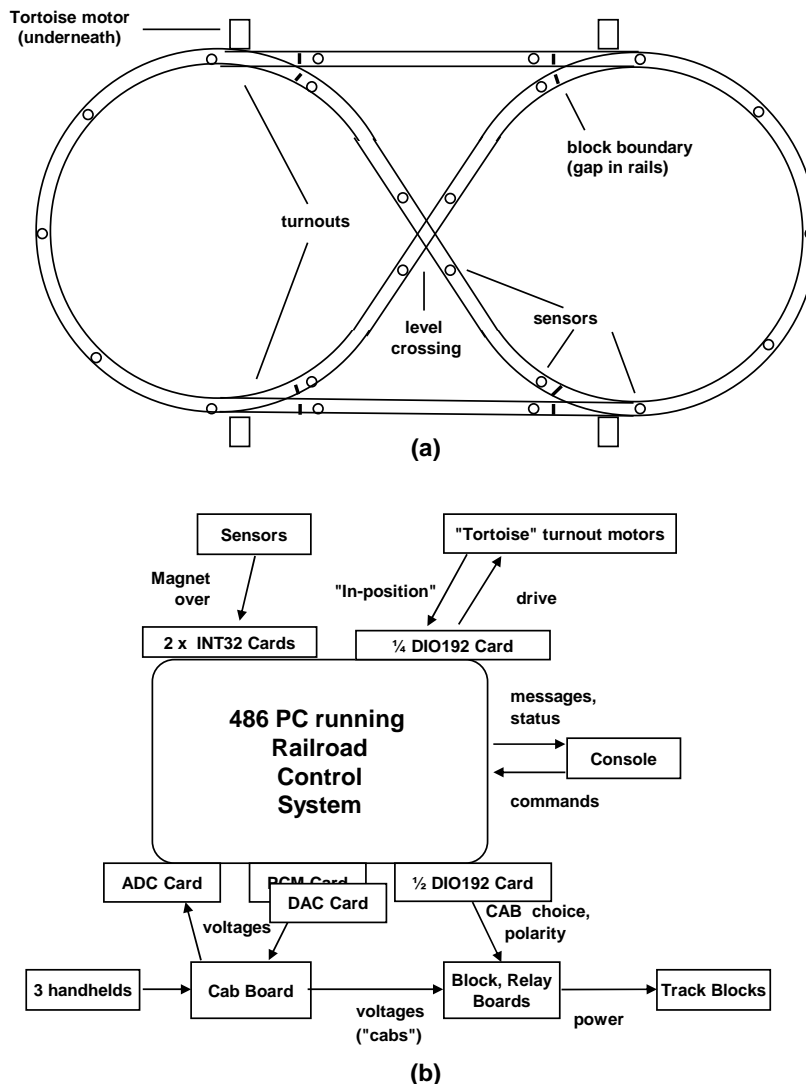 Tortoise motor
(underneath)
block boundary
(gap in rails)
turnouts
level
crossing
sensors
(a)
Sensors
"Tortoise" turnout motors
Magnet
over
"In-position"
drive
2 x INT32 Cards
¼ DIO192 Card
486 PC running
Railroad
Control
System
messages,
status
Console
commands
ADC Card
DAC Card
½ DIO192 Card
voltages
CAB choice,
polarity
3 handhelds
Cab Board
Block, Relay
Boards
Track Blocks
voltages
("cabs")
power
(b)